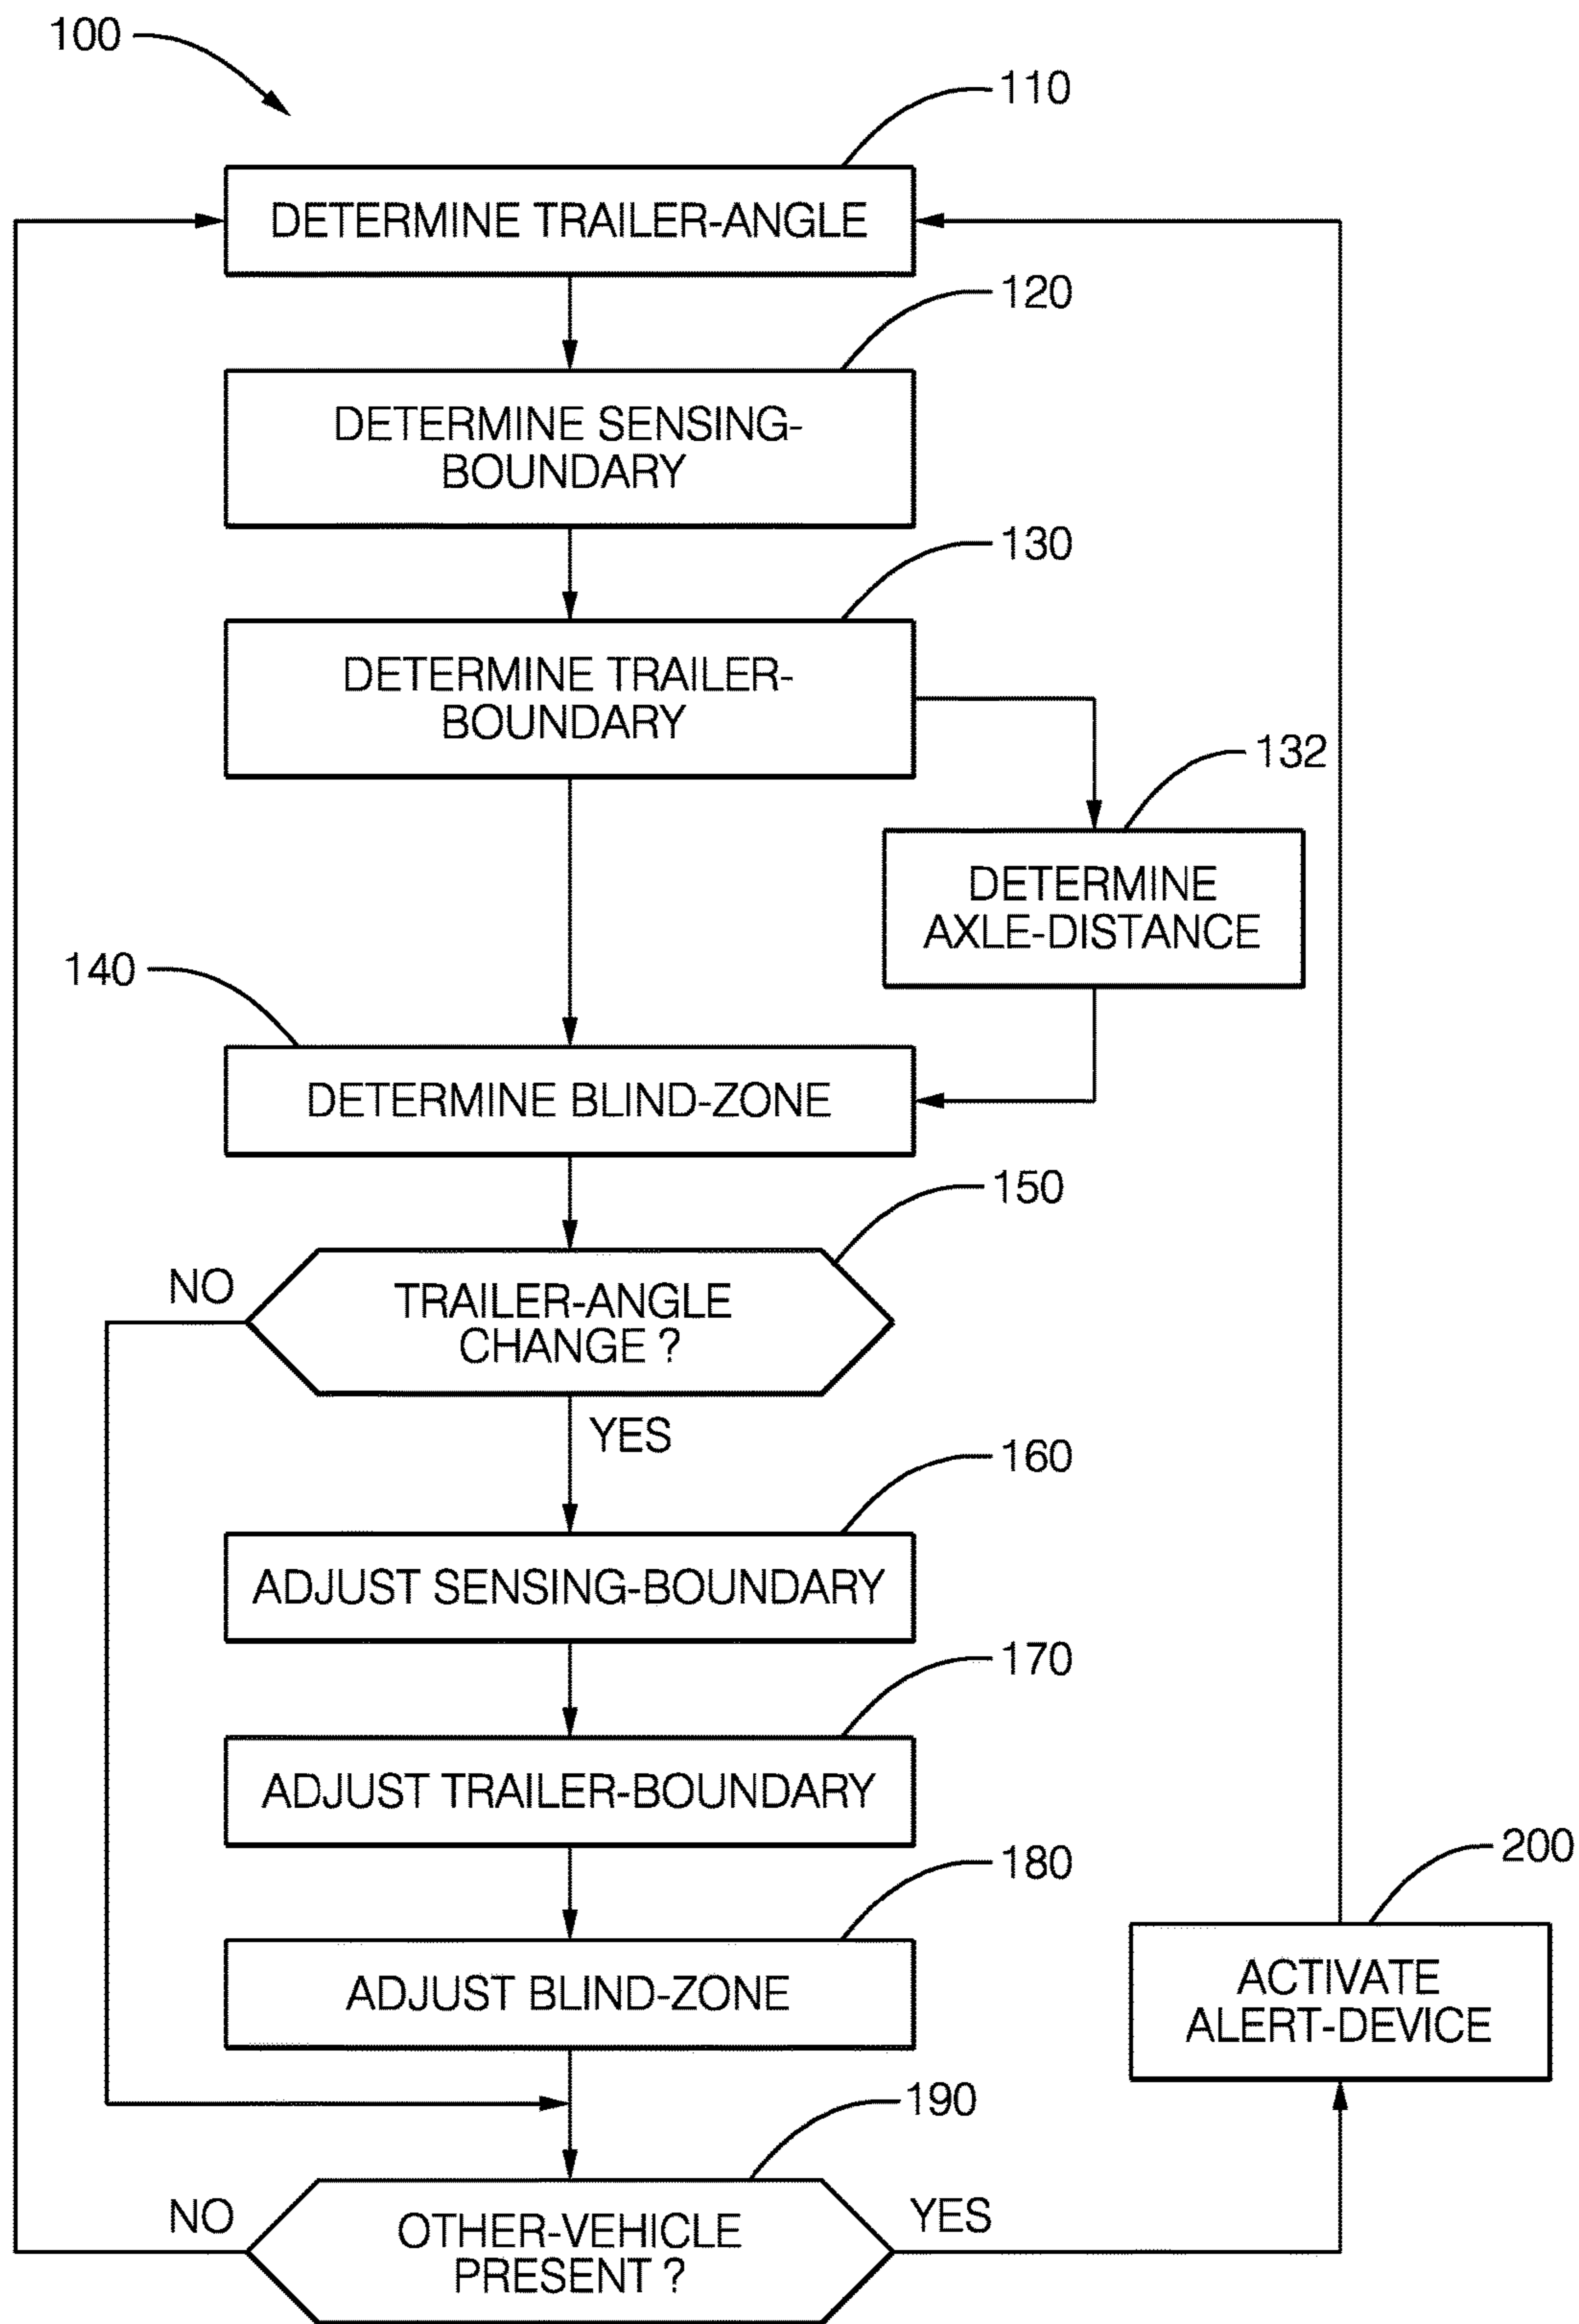 100
110
DETERMINE TRAILER-ANGLE
120
DETERMINE SENSING-
BOUNDARY
130
DETERMINE TRAILER-
BOUNDARY
132
DETERMINE
AXLE-DISTANCE
140
DETERMINE BLIND-ZONE
150
NO
TRAILER-ANGLE
CHANGE ?
YES
160
ADJUST SENSING-BOUNDARY
170
ADJUST TRAILER-BOUNDARY
180
ADJUST BLIND-ZONE
200
ACTIVATE
ALERT-DEVICE
190
NO
OTHER-VEHICLE
PRESENT ?
YES